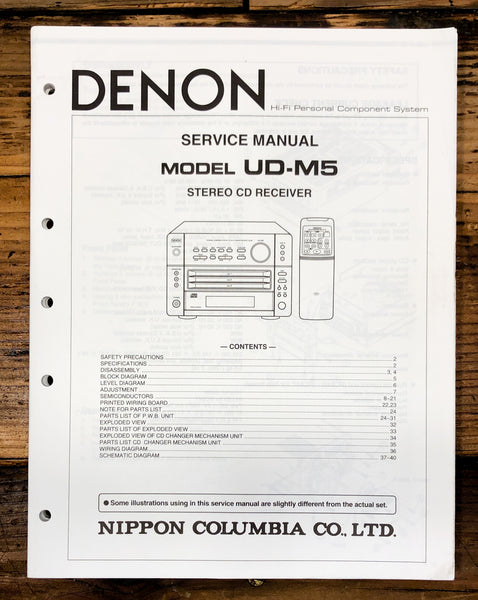 DENON Hi-Fi Personal Component System
SERVICE MANUAL
MODEL UD-M5
STEREO CD RECEIVER
— CONTENTS —
SAFETY PRECAUTIONS 2
SPECIFICATIONS 2
DISASSEMBLY 3, 4
BLOCK DIAGRAM 5
LEVEL DIAGRAM 6
ADJUSTMENT 7
SEMICONDUCTORS 8~21
PRINTED WIRING BOARD 22,23
NOTE FOR PARTS LIST 24
PARTS LIST OF P.W.B. UNIT 24~31
EXPLODED VIEW 32
PARTS LIST OF EXPLODED VIEW 33
EXPLODED VIEW OF CD CHANGER MECHANISM UNIT 34
PARTS LIST CD CHANGER MECHANISM UNIT 35
WIRING DIAGRAM 36
SCHEMATIC DIAGRAM 37~40
● Some illustrations using in this service manual are slightly different from the actual set.
NIPPON COLUMBIA CO., LTD.